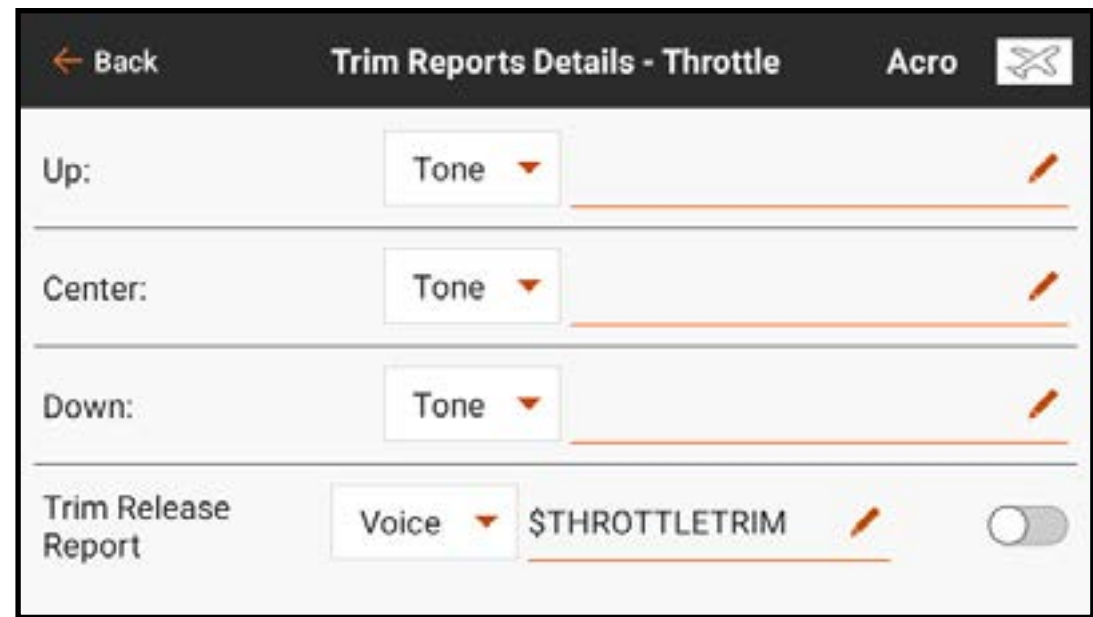 Back Trim Reports Details - Throttle Acro
Up: Tone
Center: Tone
Down: Tone
Trim Release
Report
Voice $THROTTLETRIM